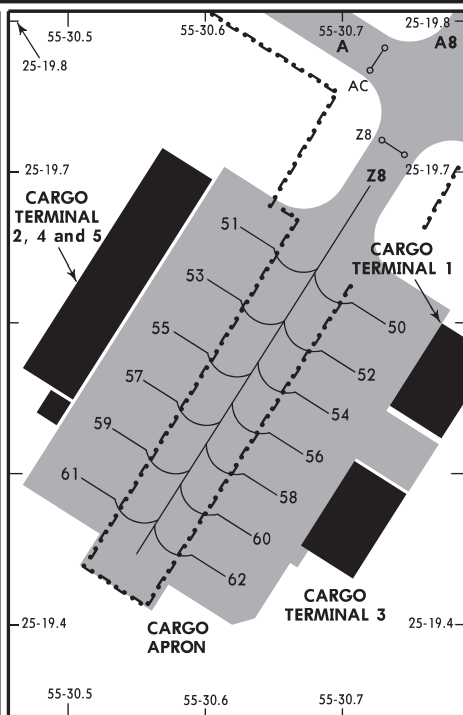 55-30.5
55-30.6
55-30.7
25-19.8
A
A8
25-19.8
AC
Z8
25-19.7
25-19.7
Z8
CARGO
TERMINAL
2, 4 and 5
51
CARGO
TERMINAL 1
53
50
55
52
57
54
59
56
61
58
60
62
CARGO
TERMINAL 3
25-19.4
25-19.4
CARGO
APRON
55-30.5
55-30.6
55-30.7